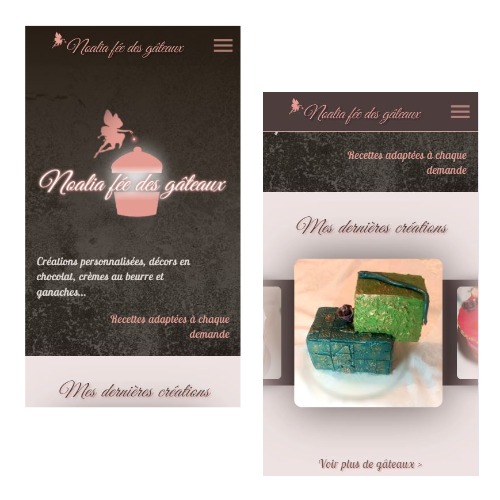 Noalia fée des gâteaux
Noalia fée des gâteaux
Créations personnalisées, décors en
chocolat, crèmes au beurre et
ganaches...
Recettes adaptées à chaque
demande
Mes dernières créations
Noalia fée des gâteaux
Recettes adaptées à chaque
demande
Mes dernières créations
Voir plus de gâteaux >